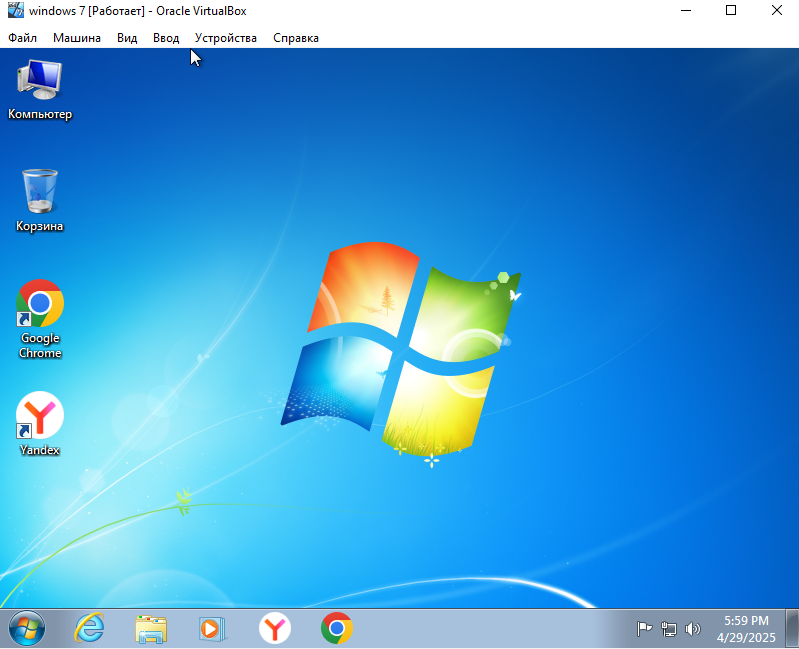 windows 7 [Работает] - Oracle VirtualBox
Файл Машина Вид Ввод Устройства Справка
Компьютер
Корзина
Google
Chrome
Yandex
5:59 PM
4/29/2025